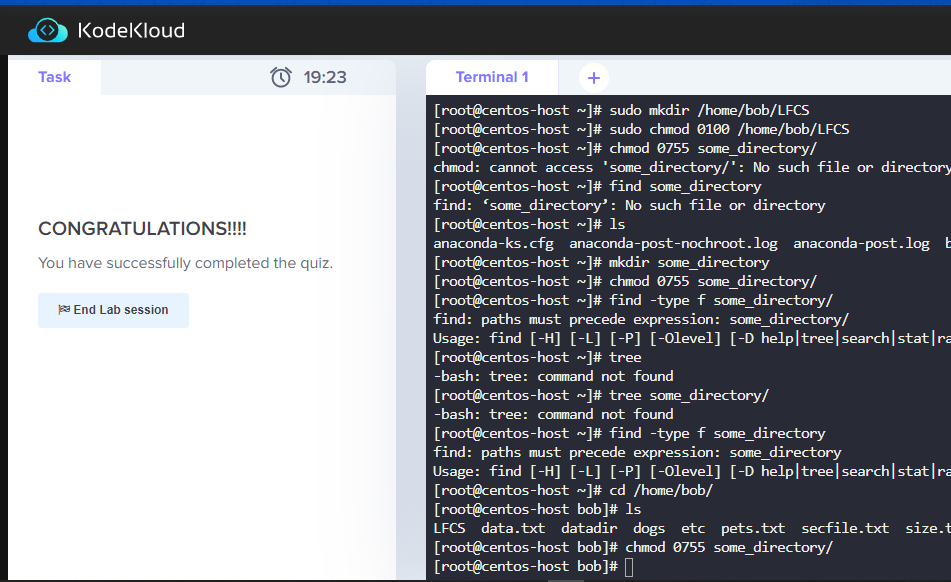 KodeKloud
Task
19:23
CONGRATULATIONS!!!!
You have successfully completed the quiz.
End Lab session
Terminal 1
+
[root@centos-host ~]# sudo mkdir /home/bob/LFCS
[root@centos-host ~]# sudo chmod 0100 /home/bob/LFCS
[root@centos-host ~]# chmod 0755 some_directory/
chmod: cannot access 'some_directory/': No such file or directory
[root@centos-host ~]# find some_directory
find: ‘some_directory’: No such file or directory
[root@centos-host ~]# ls
anaconda-ks.cfg  anaconda-post-nochroot.log  anaconda-post.log  b
[root@centos-host ~]# mkdir some_directory
[root@centos-host ~]# chmod 0755 some_directory/
[root@centos-host ~]# find -type f some_directory/
find: paths must precede expression: some_directory/
Usage: find [-H] [-L] [-P] [-Olevel] [-D help|tree|search|stat|ra
[root@centos-host ~]# tree
-bash: tree: command not found
[root@centos-host ~]# tree some_directory/
-bash: tree: command not found
[root@centos-host ~]# find -type f some_directory
find: paths must precede expression: some_directory
Usage: find [-H] [-L] [-P] [-Olevel] [-D help|tree|search|stat|ra
[root@centos-host ~]# cd /home/bob/
[root@centos-host bob]# ls
LFCS  data.txt  datadir  dogs  etc  pets.txt  secfile.txt  size.t
[root@centos-host bob]# chmod 0755 some_directory/
[root@centos-host bob]#